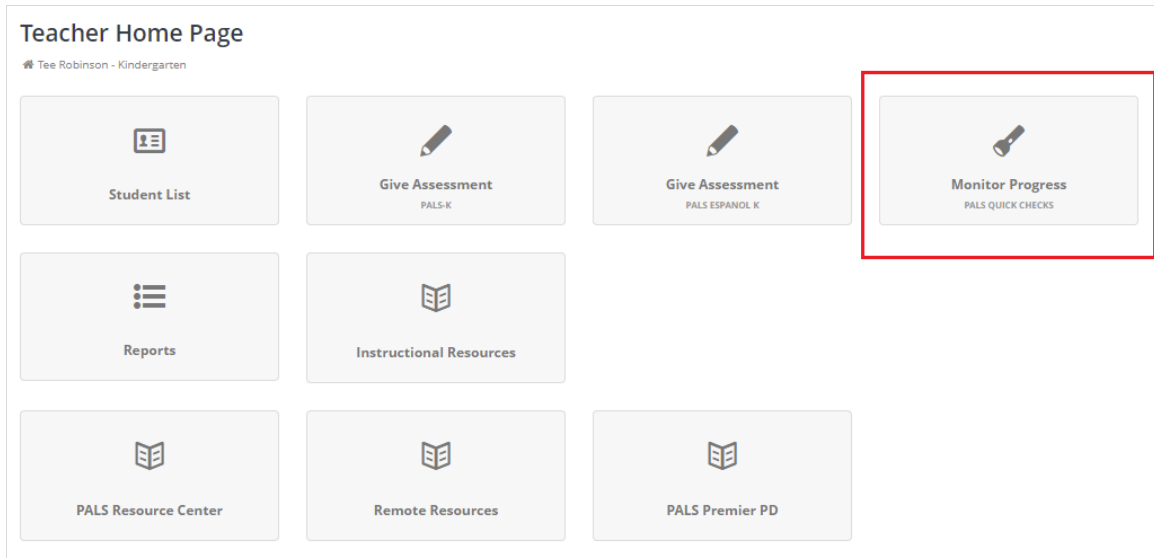 Teacher Home Page
Tee Robinson - Kindergarten
Student List
Give Assessment
PALS-K
Give Assessment
PALS ESPANOL K
Monitor Progress
PALS QUICK CHECKS
Reports
Instructional Resources
PALS Resource Center
Remote Resources
PALS Premier PD